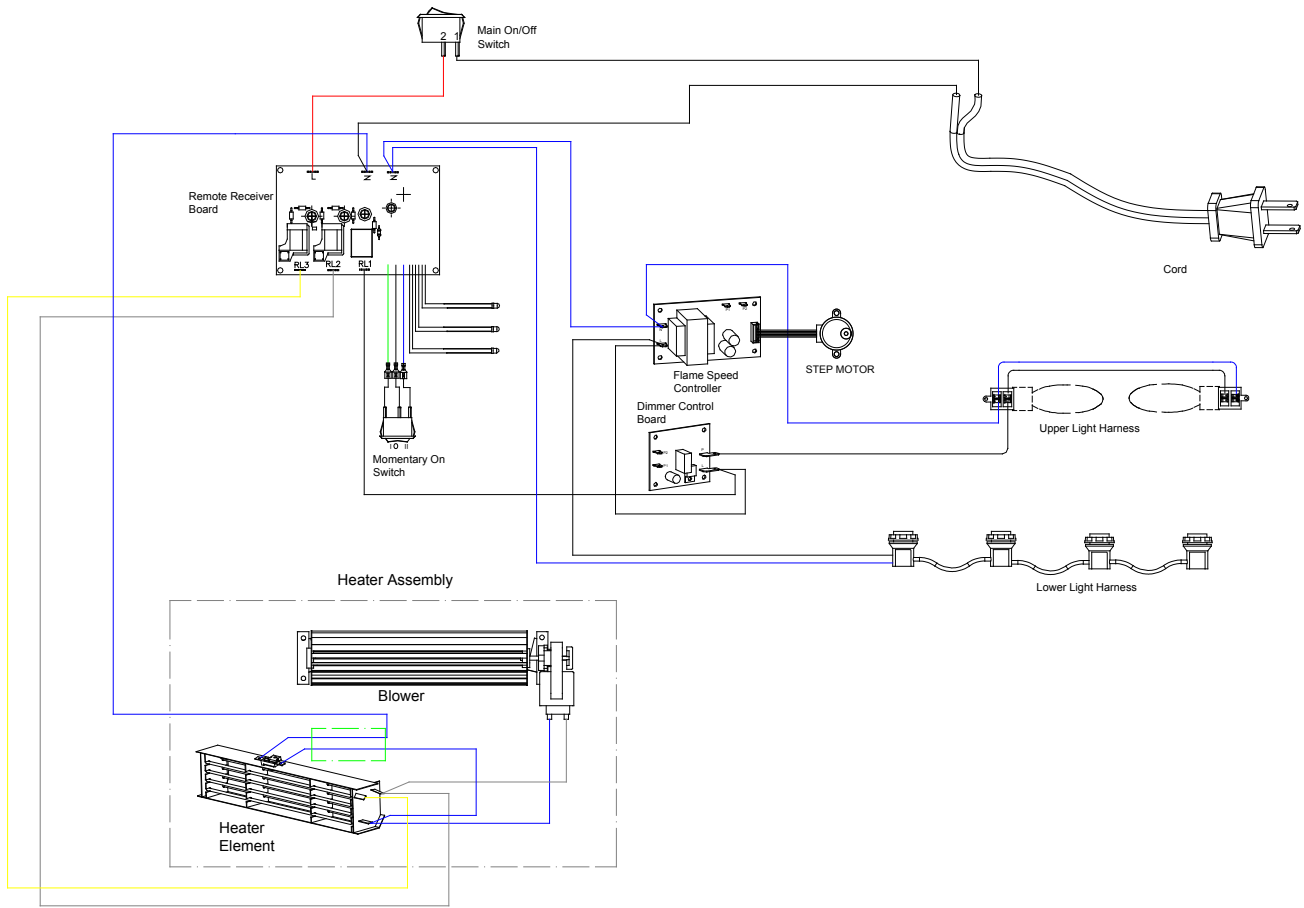 Main On/Off
Switch
2 1
Remote Receiver
Board
L
N
N
RL3
RL2
RL1
Cord
Flame Speed
Controller
STEP MOTOR
Dimmer Control
Board
Upper Light Harness
I O II
Momentary On
Switch
Lower Light Harness
Heater Assembly
Blower
Heater
Element